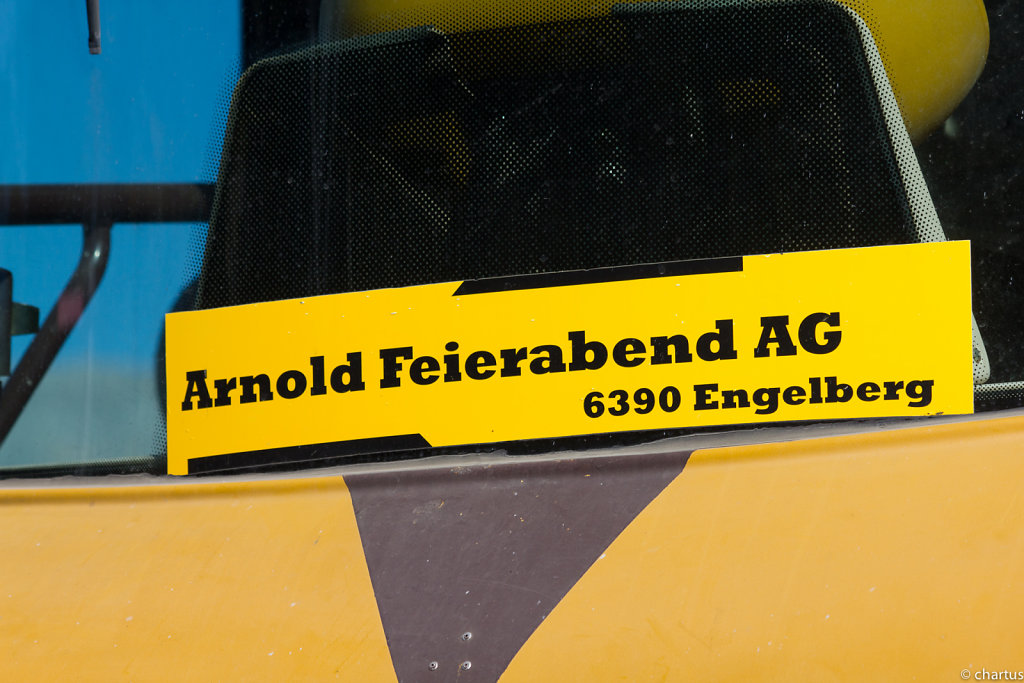 Arnold Feierabend AG
6390 Engelberg
© chartus